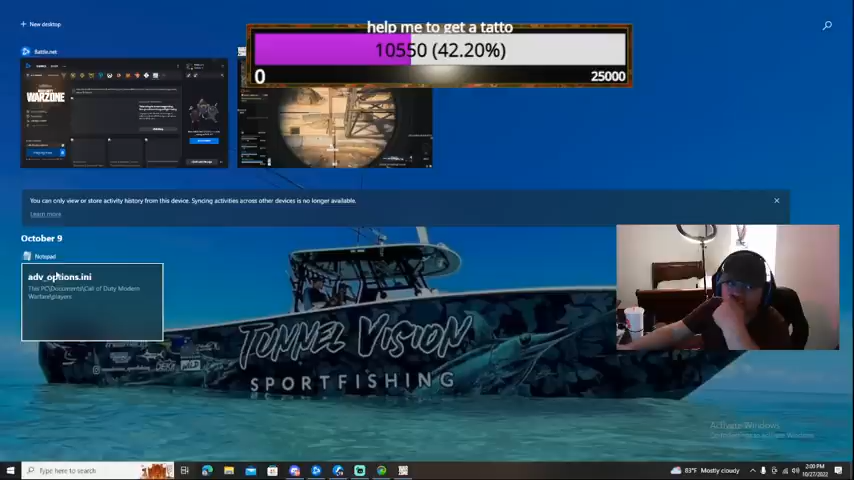 New desktop
help me to get a tatto
10550 (42.20%)
0
25000
Battle.net
WARZONE
You can only view or store activity history from this device. Syncing activities across other devices is no longer available.
Learn more
October 9
Notepad
adv_options.ini
This PC\Documents\Call of Duty Modern
Warfare\players
TUNNEL VISION
SPORTFISHING
Activate Windows
Type here to search
83°F Mostly cloudy
2:00 PM
10/27/2022